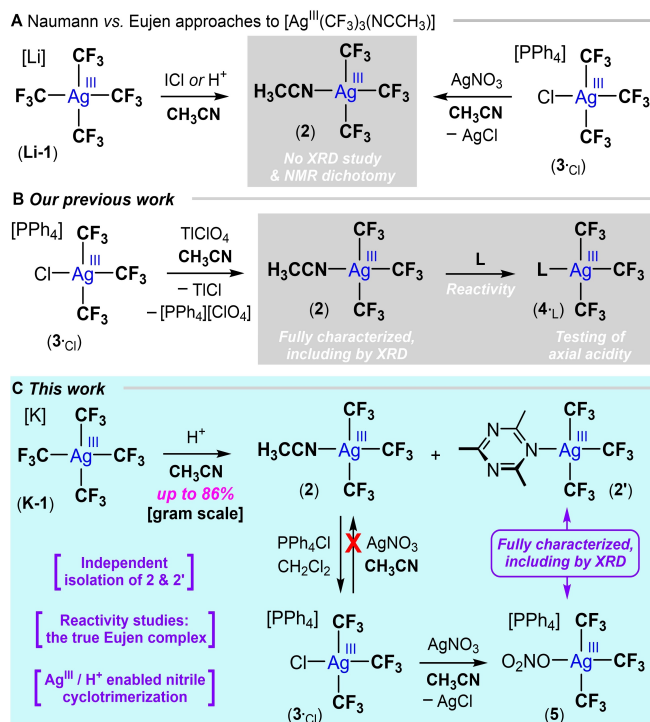 A Naumann vs. Eujen approaches to [Ag^III(CF3)3(NCCH3)]
[Li]
CF3
III
F3C Ag CF3
CF3
(Li-1)
ICl or H+
CH3CN
CF3
III
H3CCN Ag CF3
(2) CF3
No XRD study
& NMR dichotomy
AgNO3
CH3CN
– AgCl
[PPh4]
CF3
III
Cl Ag CF3
CF3
(3·Cl)
B Our previous work
[PPh4]
CF3
III
Cl Ag CF3
CF3
(3·Cl)
TlClO4
CH3CN
– TlCl
– [PPh4][ClO4]
CF3
III
H3CCN Ag CF3
(2) CF3
Fully characterized,
including by XRD
L
Reactivity
CF3
III
L Ag CF3
(4·L) CF3
Testing of
axial acidity
C This work
[K]
CF3
III
F3C Ag CF3
CF3
(K-1)
H+
CH3CN
up to 86%
[gram scale]
CF3
III
H3CCN Ag CF3
(2) CF3
+
N
N N
CF3
III
Ag CF3
CF3 (2')
Independent
isolation of 2 & 2'
Reactivity studies:
the true Eujen complex
Ag^III / H+ enabled nitrile
cyclotrimerization
PPh4Cl
CH2Cl2
X
AgNO3
CH3CN
Fully characterized,
including by XRD
[PPh4]
CF3
III
Cl Ag CF3
CF3
(3·Cl)
AgNO3
CH3CN
– AgCl
[PPh4]
CF3
III
O2NO Ag CF3
(5) CF3